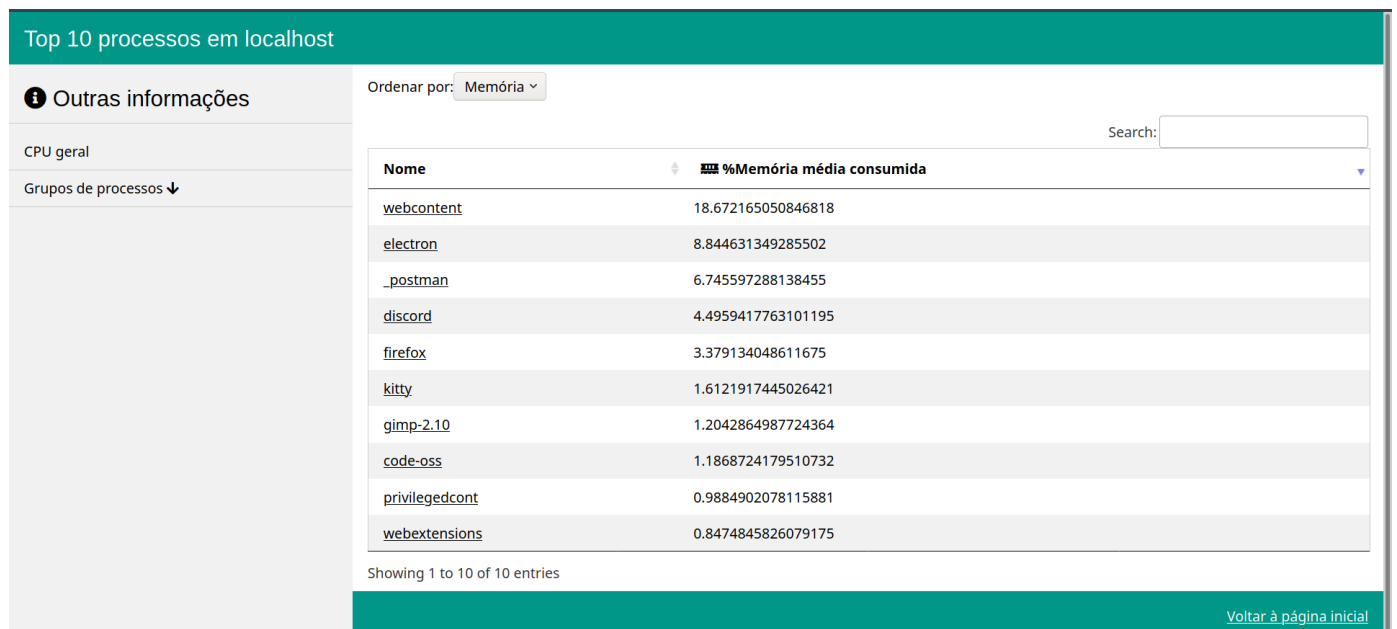 Top 10 processos em localhost
Outras informações
CPU geral
Grupos de processos
Ordenar por: Memória
Search:
Nome %Memória média consumida
webcontent 18.672165050846818
electron 8.844631349285502
_postman 6.745597288138455
discord 4.4959417763101195
firefox 3.379134048611675
kitty 1.6121917445026421
gimp-2.10 1.2042864987724364
code-oss 1.1868724179510732
privilegedcont 0.9884902078115881
webextensions 0.8474845826079175
Showing 1 to 10 of 10 entries
Voltar à página inicial